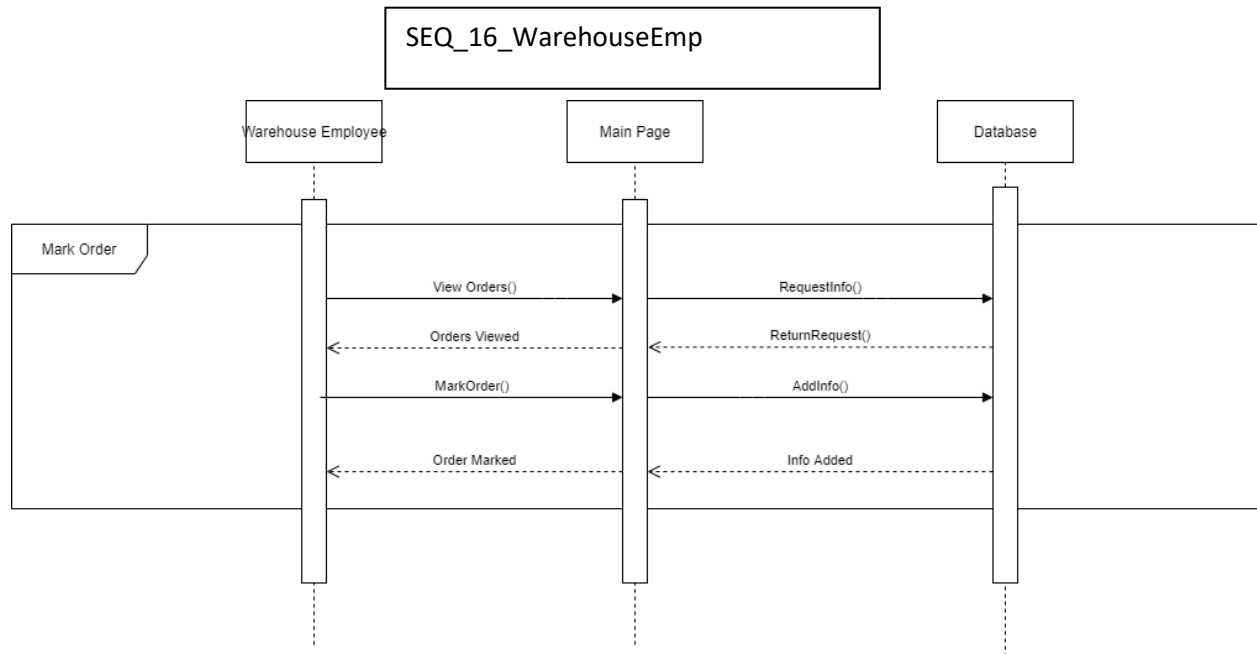 SEQ_16_WarehouseEmp
Warehouse Employee
Main Page
Database
Mark Order
View Orders()
RequestInfo()
Orders Viewed
ReturnRequest()
MarkOrder()
AddInfo()
Order Marked
Info Added